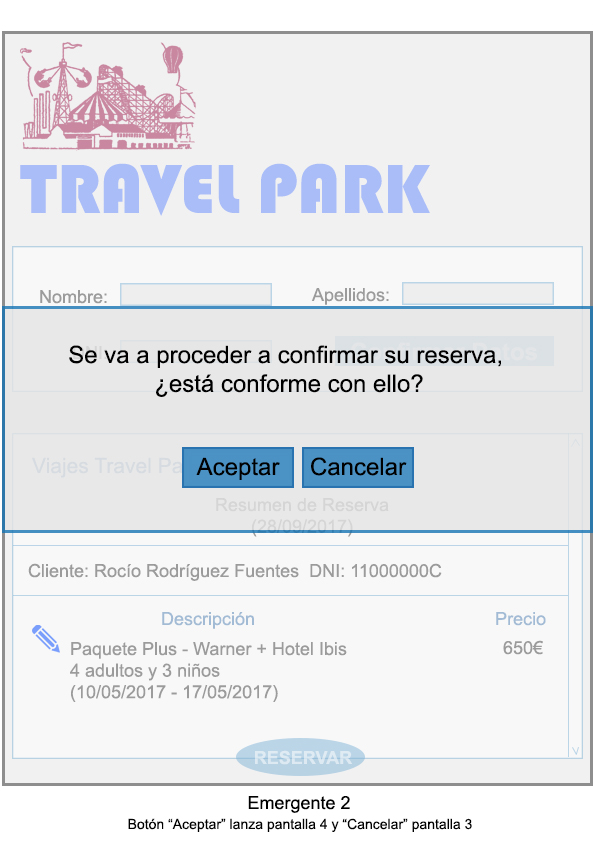 TRAVEL PARK
Nombre:
Apellidos:
Se va a proceder a confirmar su reserva,
¿está conforme con ello?
Viajes Travel Pa
Aceptar
Cancelar
Resumen de Reserva
(28/09/2017)
Cliente: Rocío Rodríguez Fuentes DNI: 11000000C
Descripción
Precio
Paquete Plus - Warner + Hotel Ibis
650€
4 adultos y 3 niños
(10/05/2017 - 17/05/2017)
RESERVAR
Emergente 2
Botón “Aceptar” lanza pantalla 4 y “Cancelar” pantalla 3